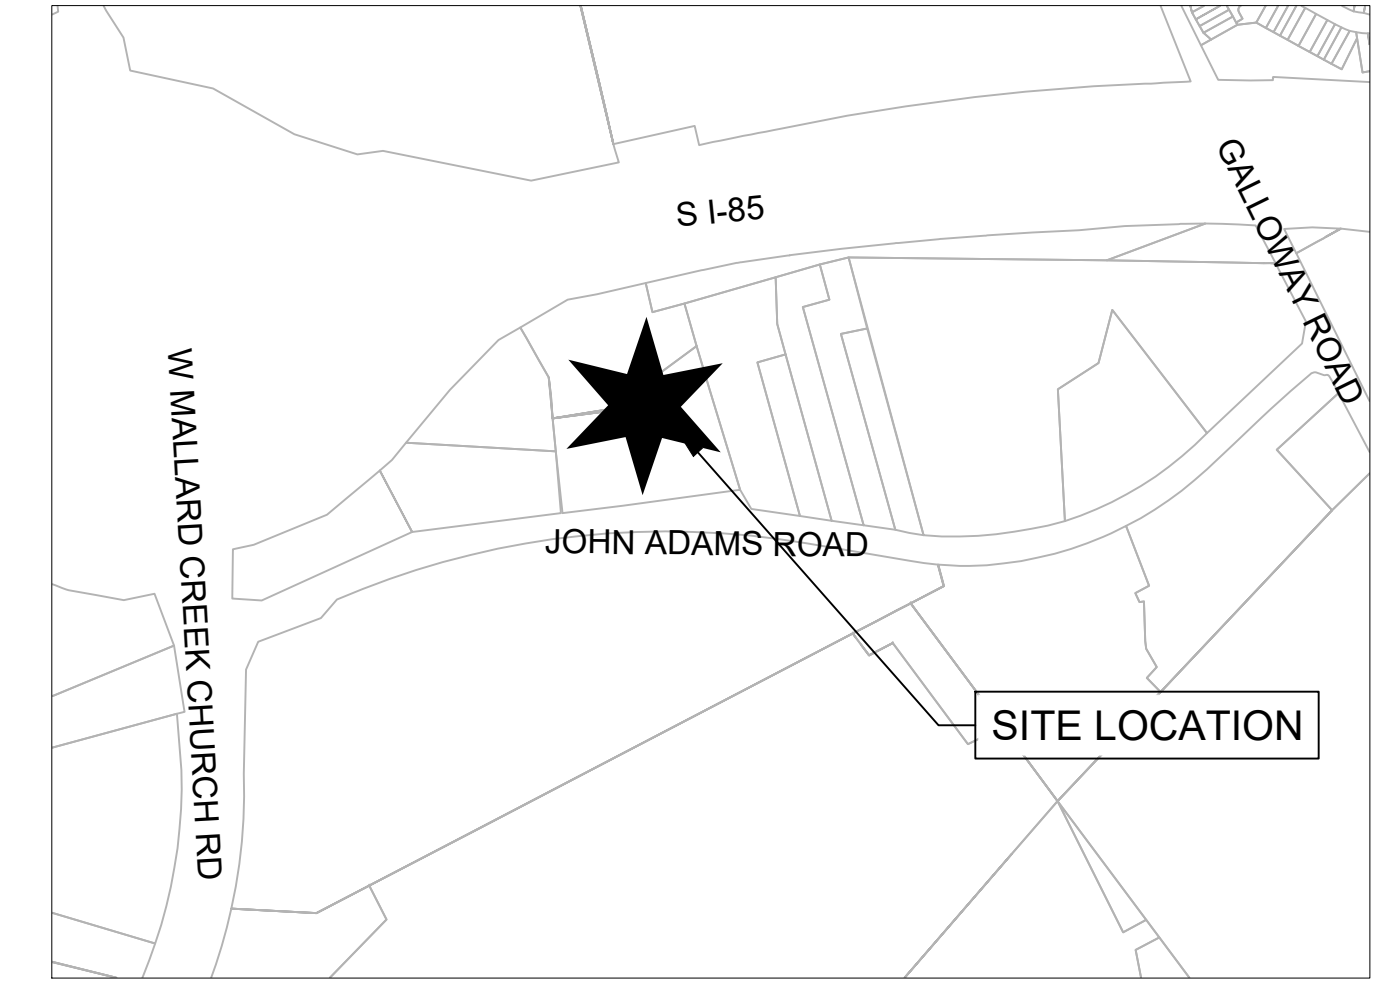 GALLOWAY ROAD
S I-85
W MALLARD CREEK CHURCH RD
JOHN ADAMS ROAD
SITE LOCATION